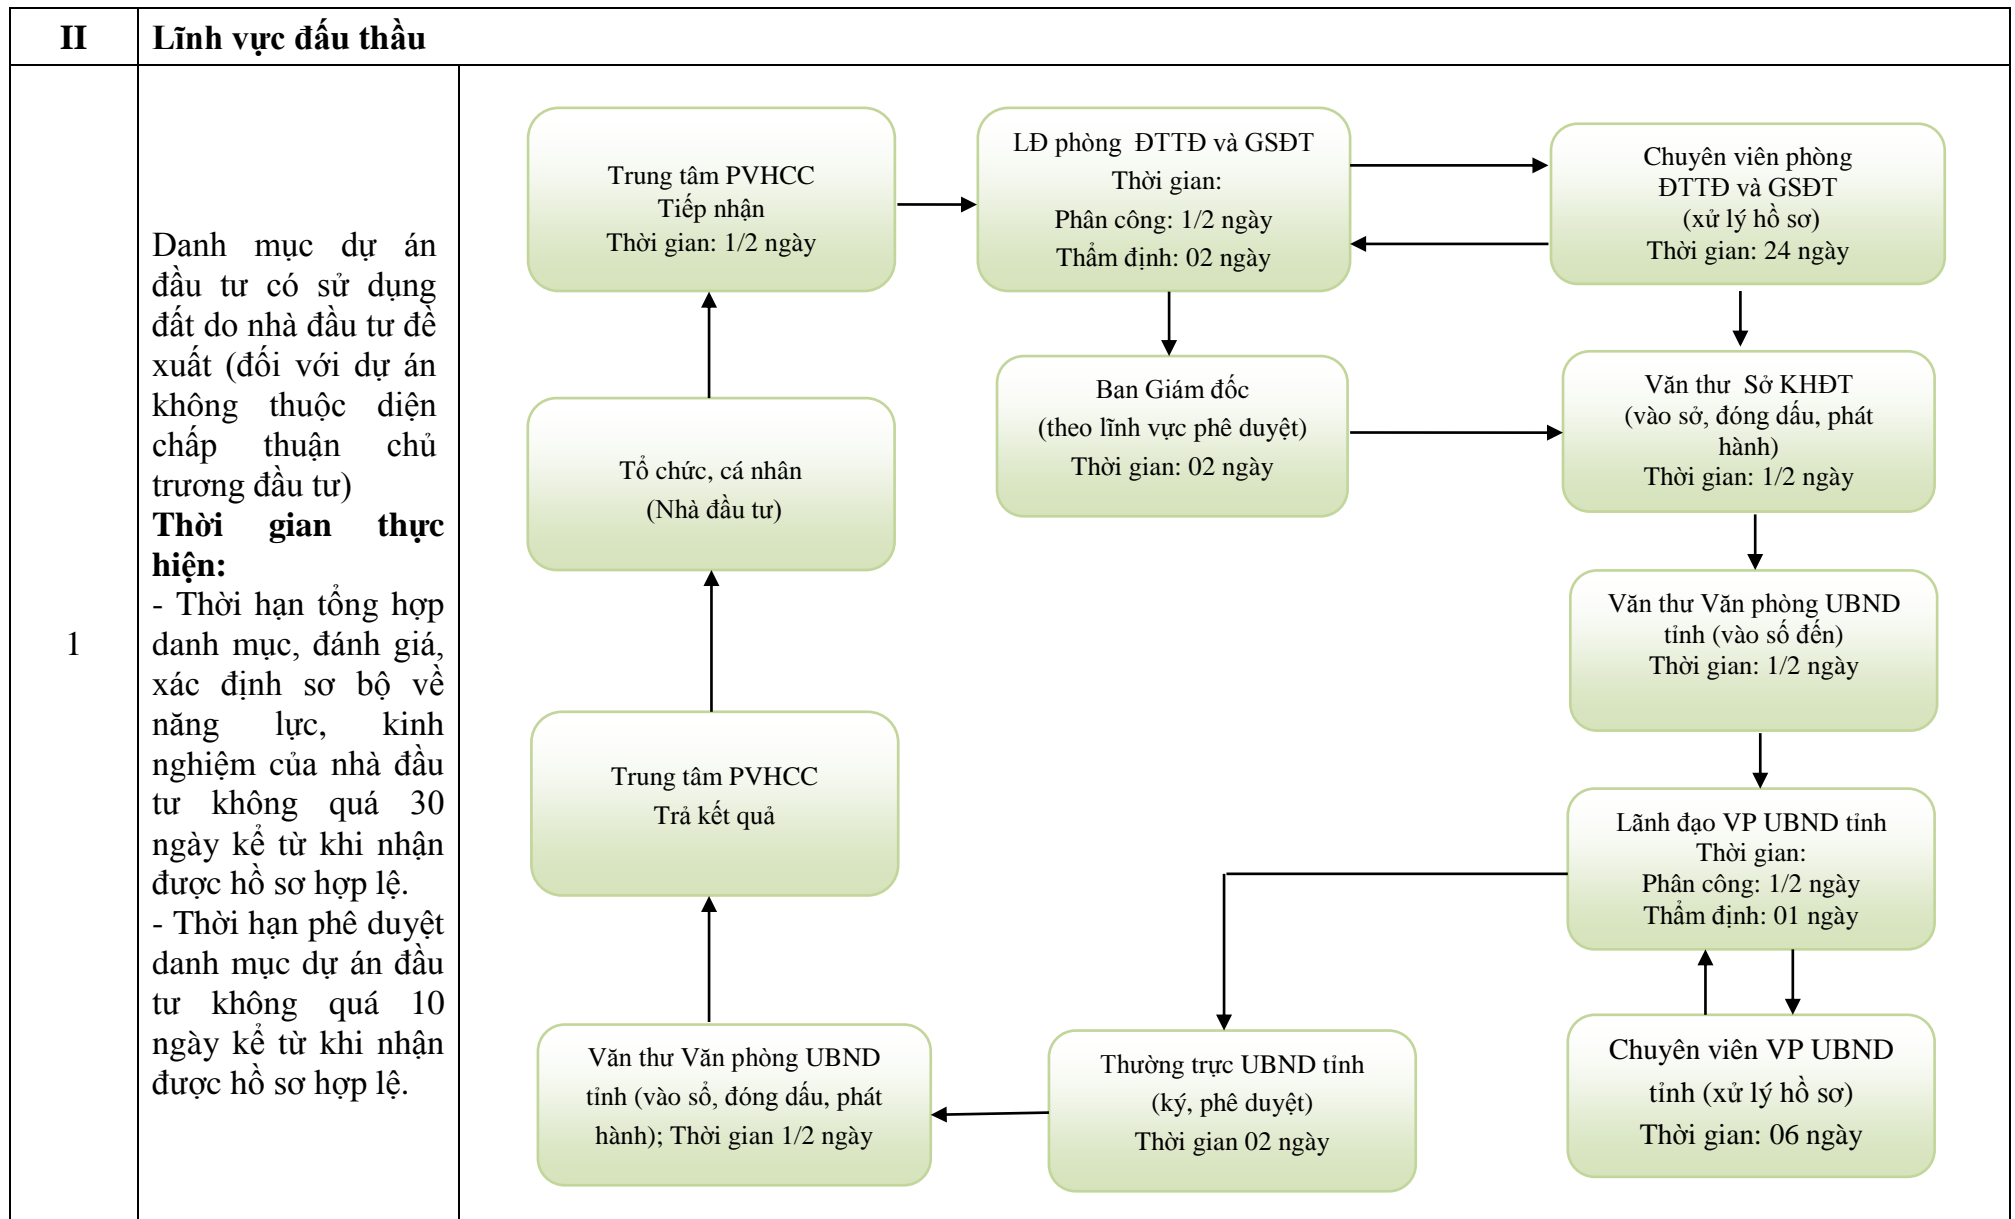 II
Lĩnh vực đấu thầu
1
Danh mục dự án
đầu tư có sử dụng
đất do nhà đầu tư đề
xuất (đối với dự án
không thuộc diện
chấp thuận chủ
trương đầu tư)
Thời gian thực
hiện:
- Thời hạn tổng hợp
danh mục, đánh giá,
xác định sơ bộ về
năng lực, kinh
nghiệm của nhà đầu
tư không quá 30
ngày kể từ khi nhận
được hồ sơ hợp lệ.
- Thời hạn phê duyệt
danh mục dự án đầu
tư không quá 10
ngày kể từ khi nhận
được hồ sơ hợp lệ.
Trung tâm PVHCC
Tiếp nhận
Thời gian: 1/2 ngày
LĐ phòng ĐTTĐ và GSĐT
Thời gian:
Phân công: 1/2 ngày
Thẩm định: 02 ngày
Chuyên viên phòng
ĐTTĐ và GSĐT
(xử lý hồ sơ)
Thời gian: 24 ngày
Ban Giám đốc
(theo lĩnh vực phê duyệt)
Thời gian: 02 ngày
Văn thư Sở KHĐT
(vào sở, đóng dấu, phát
hành)
Thời gian: 1/2 ngày
Tổ chức, cá nhân
(Nhà đầu tư)
Văn thư Văn phòng UBND
tỉnh (vào số đến)
Thời gian: 1/2 ngày
Trung tâm PVHCC
Trả kết quả
Lãnh đạo VP UBND tỉnh
Thời gian:
Phân công: 1/2 ngày
Thẩm định: 01 ngày
Văn thư Văn phòng UBND
tỉnh (vào sổ, đóng dấu, phát
hành); Thời gian 1/2 ngày
Thường trực UBND tỉnh
(ký, phê duyệt)
Thời gian 02 ngày
Chuyên viên VP UBND
tỉnh (xử lý hồ sơ)
Thời gian: 06 ngày